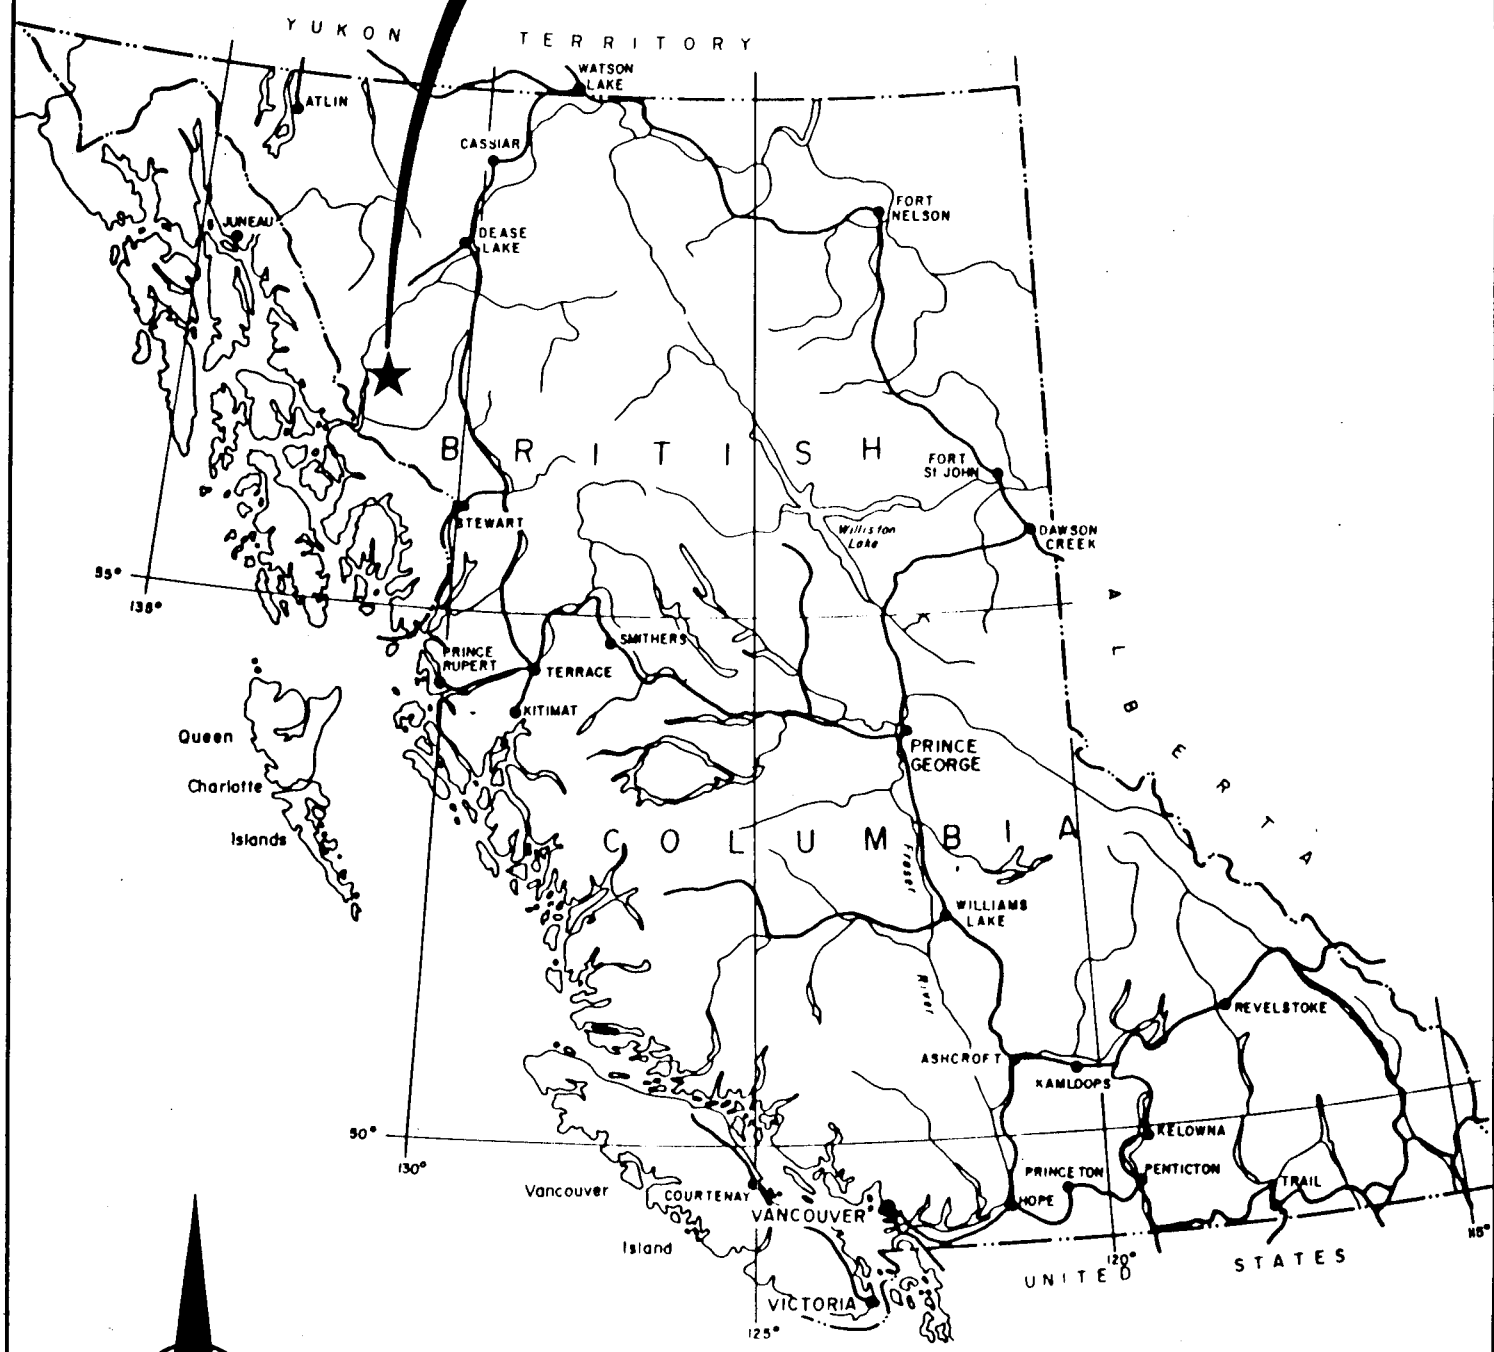 YUKON TERRITORY
WATSON
LAKE
ATLIN
CASSIAR
FORT
NELSON
JUNEAU
DEASE
LAKE
BRITISH
FORT
ST JOHN
STEWART
Williston
Lake
DAWSON
CREEK
55°
135°
ALBERTA
SMITHERS
PRINCE
RUPERT
TERRACE
KITIMAT
Queen
Charlotte
Islands
PRINCE
GEORGE
COLUMBIA
Fraser
River
WILLIAMS
LAKE
REVELSTOKE
ASHCROFT
KAMLOOPS
50°
130°
KELOWNA
PRINCETON
PENTICTON
TRAIL
HOPE
Vancouver
Island
COURTENAY
VANCOUVER
VICTORIA
125°
120°
115°
UNITED STATES